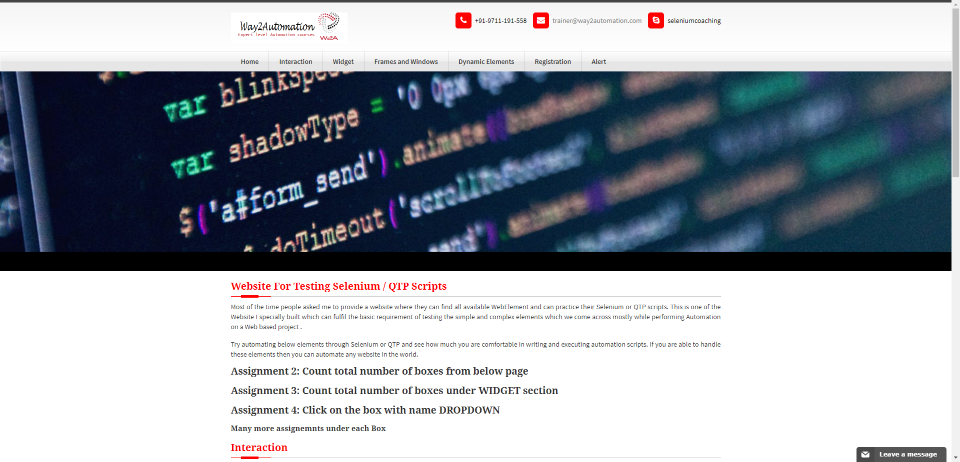 Way2Automation
Expert level Automation courses
W2A
+91-9711-191-558
trainer@way2automation.com
seleniumcoaching
Home
Interaction
Widget
Frames and Windows
Dynamic Elements
Registration
Alert
var blinkSpeed
var shadowType = '0 0px 0px
$('a#form_send').animate({
doTimeout('scrollToScreen'
send').animate
Website For Testing Selenium / QTP Scripts
Most of the time people asked me to provide a website where they can find all available WebElement and can practice their Selenium or QTP scripts. This is one of the
Website I specially built which can fulfil the basic requirement of testing the simple and complex elements which we come across mostly while performing Automation
on a Web based project .
Try automating below elements through Selenium or QTP and see how much you are comfortable in writing and executing automation scripts. If you are able to handle
these elements then you can automate any website in the world.
Assignment 2: Count total number of boxes from below page
Assignment 3: Count total number of boxes under WIDGET section
Assignment 4: Click on the box with name DROPDOWN
Many more assignemnts under each Box
Interaction
Leave a message